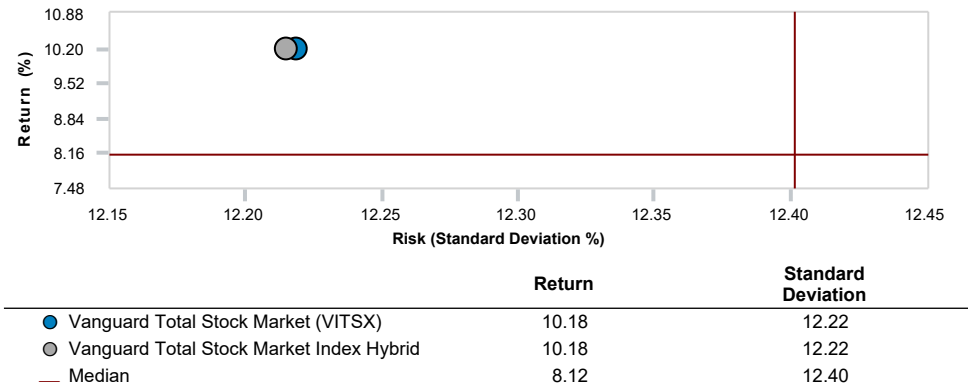 10.88
10.20
9.52
8.84
8.16
7.48
Return (%)
12.15 12.20 12.25 12.30 12.35 12.40 12.45
Risk (Standard Deviation %)
Return Standard Deviation
Vanguard Total Stock Market (VITSX) 10.18 12.22
Vanguard Total Stock Market Index Hybrid 10.18 12.22
Median 8.12 12.40